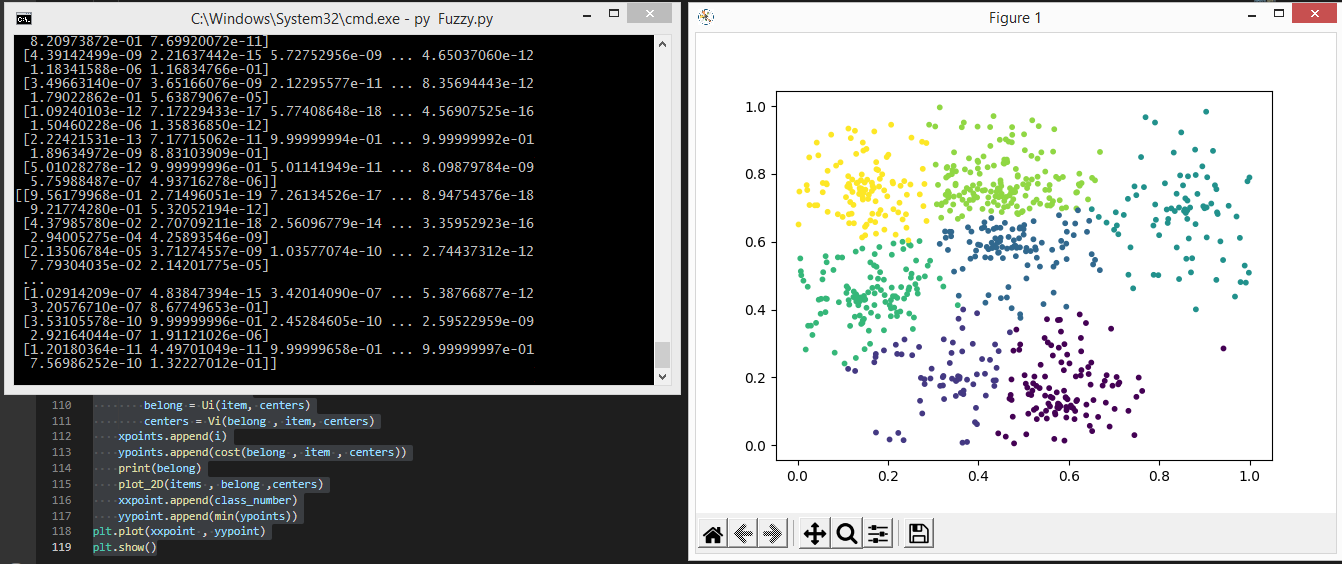 C:\Windows\System32\cmd.exe - py  Fuzzy.py
8.20973872e-01 7.69920072e-11]
[4.39142499e-09 2.21637442e-15 5.72752956e-09 ... 4.65037060e-12
1.18341588e-06 1.16834766e-01]
[3.49663140e-07 3.65166076e-09 2.12295577e-11 ... 8.35694443e-12
1.79022862e-01 5.63879067e-05]
[1.09240103e-12 7.17229433e-17 5.77408648e-18 ... 4.56907525e-16
1.50460228e-06 1.35836850e-12]
[2.22421531e-13 7.17715062e-11 9.99999994e-01 ... 9.99999992e-01
1.89634972e-09 8.83103909e-01]
[5.01028278e-12 9.99999996e-01 5.01141949e-11 ... 8.09879784e-09
5.75988487e-07 4.93716278e-06]]
[[9.56179968e-01 2.71496051e-19 7.26134526e-17 ... 8.94754376e-18
9.21774280e-01 5.32052194e-12]
[4.37985780e-02 2.70709211e-18 2.56096779e-14 ... 3.35952923e-16
2.94005275e-04 4.25893546e-09]
[2.13506784e-05 3.71274557e-09 1.03577074e-10 ... 2.74437312e-12
7.79304035e-02 2.14201775e-05]
...
[1.02914209e-07 4.83847394e-15 3.42014090e-07 ... 5.38766877e-12
3.20576710e-07 8.67749653e-01]
[3.53105578e-10 9.99999996e-01 2.45284605e-10 ... 2.59522959e-09
2.92164044e-07 1.91121026e-06]
[1.20180364e-11 4.49701049e-11 9.99999658e-01 ... 9.99999997e-01
7.56986252e-10 1.32227012e-01]]
110 belong = Ui(item, centers)
111 centers = Vi(belong , item, centers)
112 xpoints.append(i)
113 ypoints.append(cost(belong , item , centers))
114 print(belong)
115 plot_2D(items , belong ,centers)
116 xxpoint.append(class_number)
117 yypoint.append(min(ypoints))
118 plt.plot(xxpoint , yypoint)
119 plt.show()
Figure 1
1.0
0.8
0.6
0.4
0.2
0.0
0.0 0.2 0.4 0.6 0.8 1.0